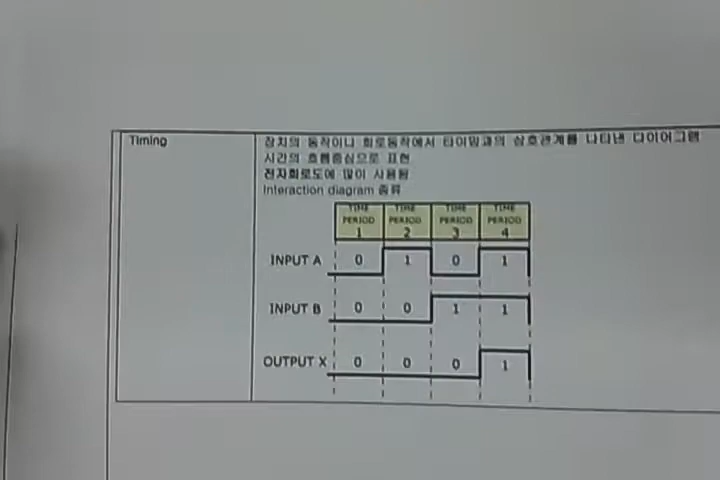 Timing
장치의 동작이나 회로동작에서 타이밍과의 상호관계를 나타낸 다이어그램
시간의 흐름중심으로 표현
전자회로도에 많이 사용됨
Interaction diagram 종류
TIME PERIOD 1 TIME PERIOD 2 TIME PERIOD 3 TIME PERIOD 4
INPUT A 0 1 0 1
INPUT B 0 0 1 1
OUTPUT X 0 0 0 1